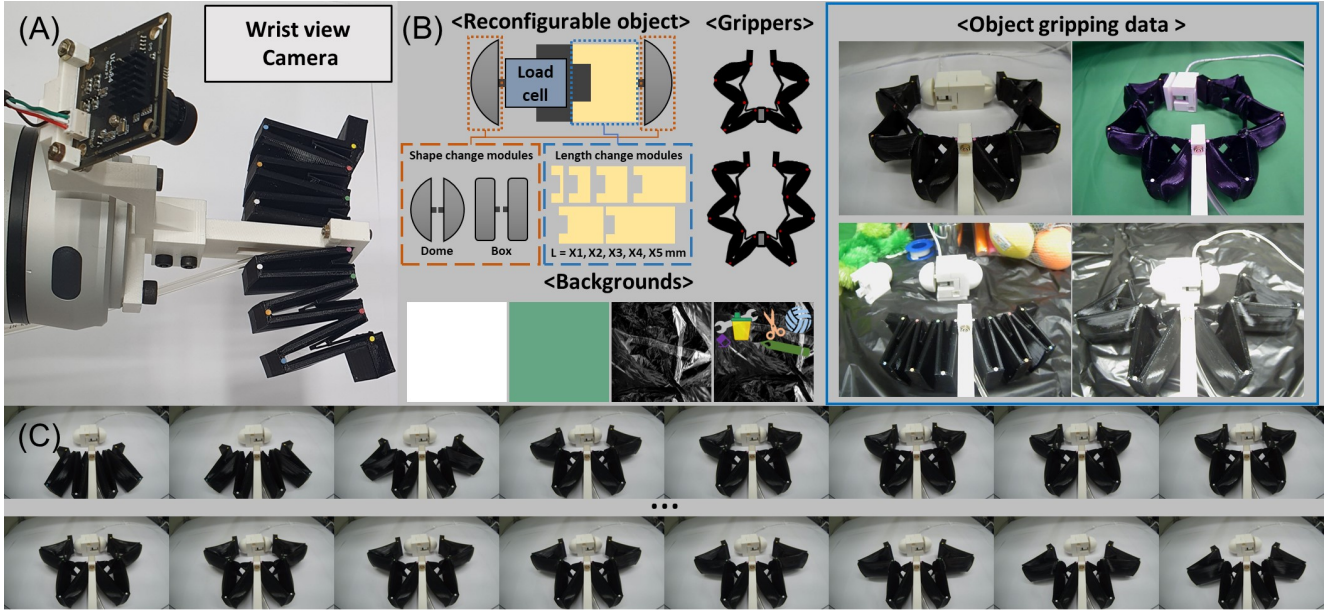 (A)
Wrist view
Camera
(B)
<Reconfigurable object>
Load
cell
Shape change modules
Dome
Box
Length change modules
L = X1, X2, X3, X4, X5 mm
<Grippers>
<Backgrounds>
<Object gripping data >
(C)
...